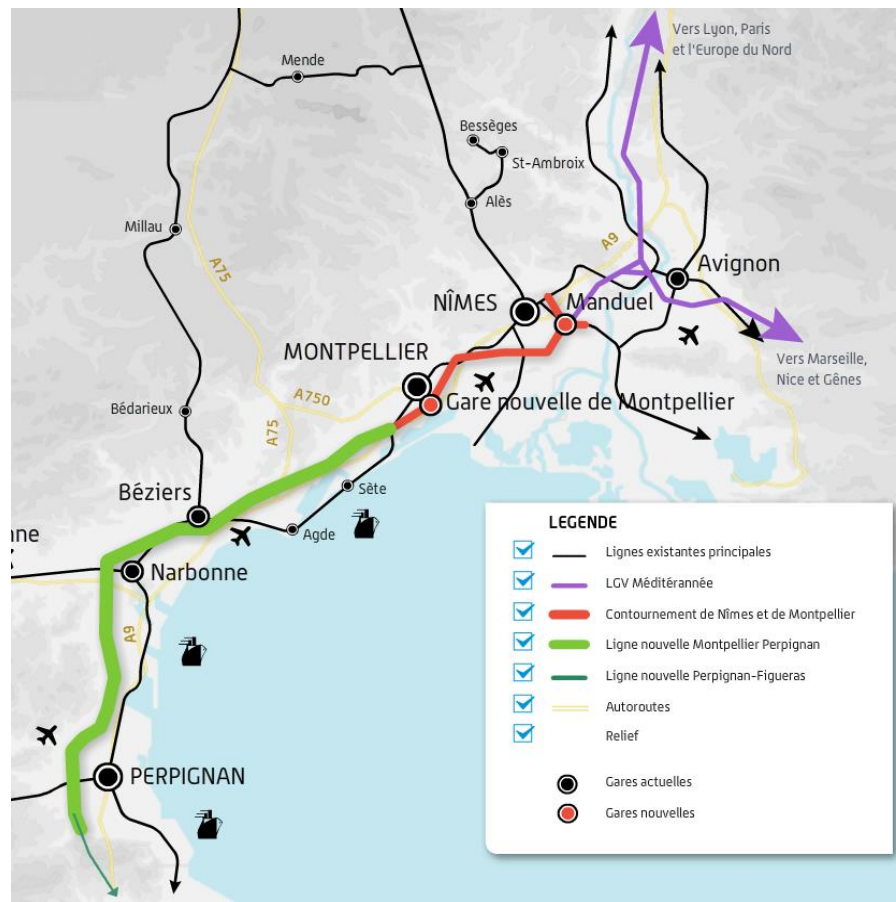 Vers Lyon, Paris
et l'Europe du Nord
Mende
Bessèges
St-Ambroix
Alès
Millau
A9
A75
Avignon
NÎMES
Manduel
MONTPELLIER
Vers Marseille,
Nice et Gênes
A750
Gare nouvelle de Montpellier
Bédarieux
A75
Sète
Béziers
Agde
nne
Narbonne
A9
PERPIGNAN
LEGENDE
Lignes existantes principales
LGV Méditérannée
Contournement de Nîmes et de Montpellier
Ligne nouvelle Montpellier Perpignan
Ligne nouvelle Perpignan-Figueras
Autoroutes
Relief
Gares actuelles
Gares nouvelles